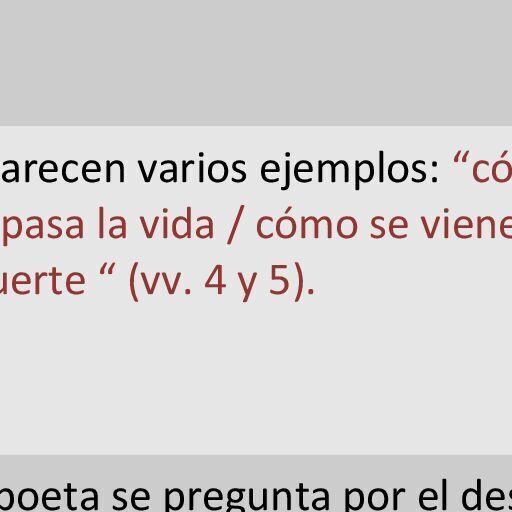 arecen varios ejemplos: “có
pasa la vida / cómo se viene
uerte “ (vv. 4 y 5).
poeta se pregunta por el des